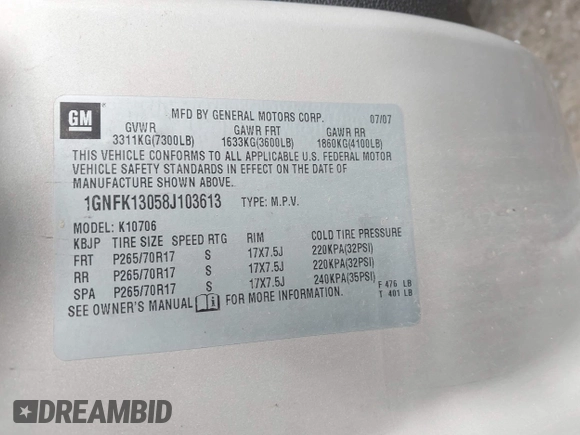 GM
MFD BY GENERAL MOTORS CORP. 07/07
GVWR GAWR FRT GAWR RR
3311KG(7300LB) 1633KG(3600LB) 1860KG(4100LB)
THIS VEHICLE CONFORMS TO ALL APPLICABLE U.S. FEDERAL MOTOR
VEHICLE SAFETY STANDARDS IN EFFECT ON THE DATE OF
MANUFACTURE SHOWN ABOVE.
1GNFK13058J103613 TYPE: M.P.V.
MODEL: K10706
KBJP TIRE SIZE SPEED RTG RIM COLD TIRE PRESSURE
FRT P265/70R17 S 17X7.5J 220KPA(32PSI)
RR P265/70R17 S 17X7.5J 220KPA(32PSI)
SPA P265/70R17 S 17X7.5J 240KPA(35PSI)
SEE OWNER'S MANUAL FOR MORE INFORMATION.
F 476 LB
T 401 LB
DREAMBID